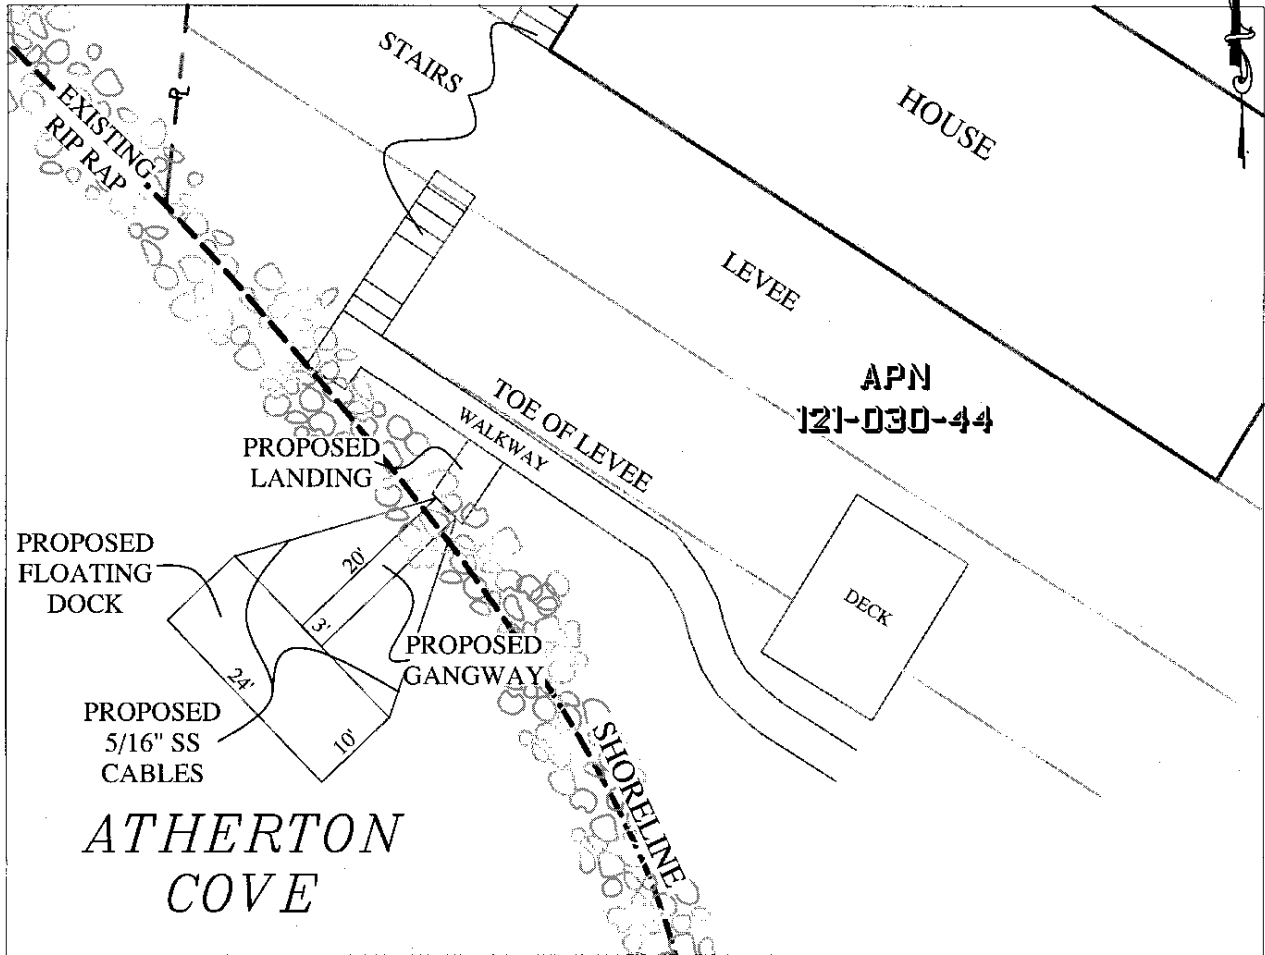 STAIRS
HOUSE
EXISTING
RIP RAP
LEVEE
APN
121-030-44
TOE OF LEVEE
WALKWAY
PROPOSED
LANDING
PROPOSED
FLOATING
DOCK
20'
3'
DECK
PROPOSED
GANGWAY
24'
10'
PROPOSED
5/16" SS
CABLES
SHORELINE
ATHERTON
COVE